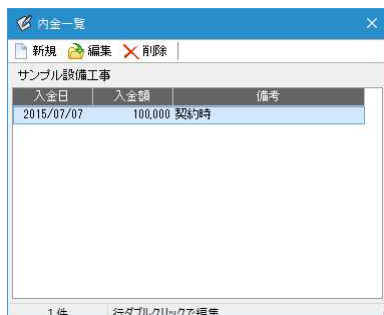 内金一覧
新規 編集 削除
サンプル設備工事
入金日 入金額 備考
2015/07/07 100,000 契約時
1件 行ダブルクリックで編集